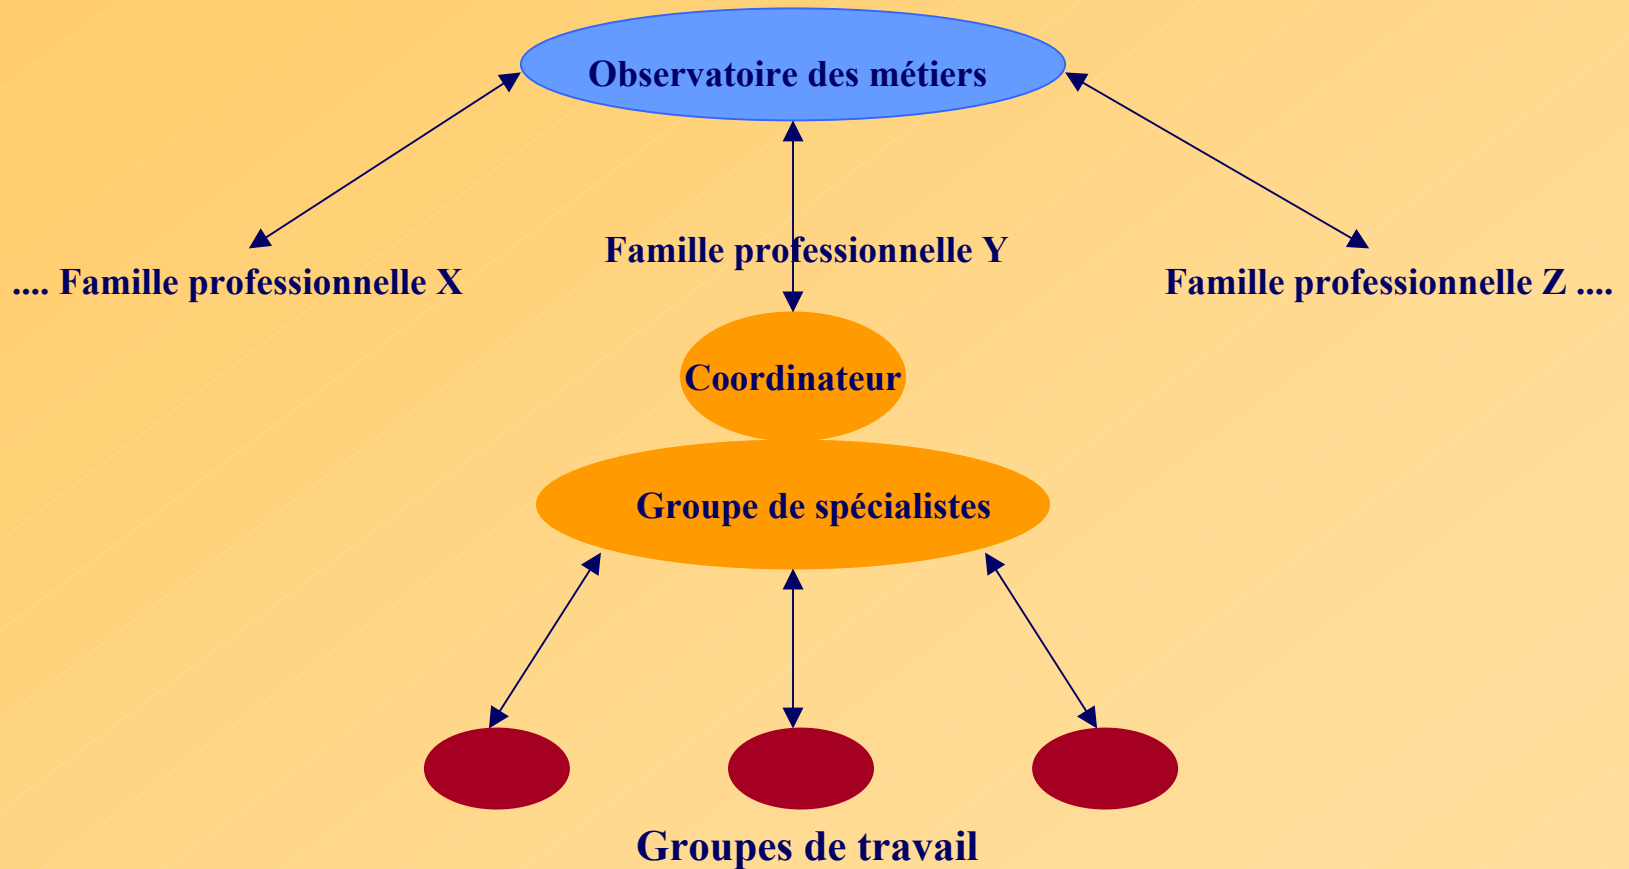 Observatoire des métiers
Famille professionnelle Y
.... Famille professionnelle X
Famille professionnelle Z ....
Coordinateur
Groupe de spécialistes
Groupes de travail